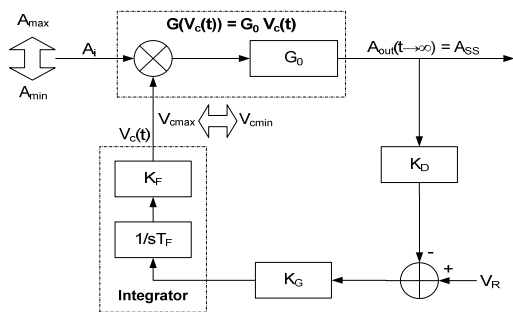 G(Vc(t)) = G0 Vc(t)
Amax
Amin
Ai
G0
Aout(t→∞) = ASS
Vcmax
Vcmin
Vc(t)
KF
KD
1/sTF
Integrator
KG
-
+
VR